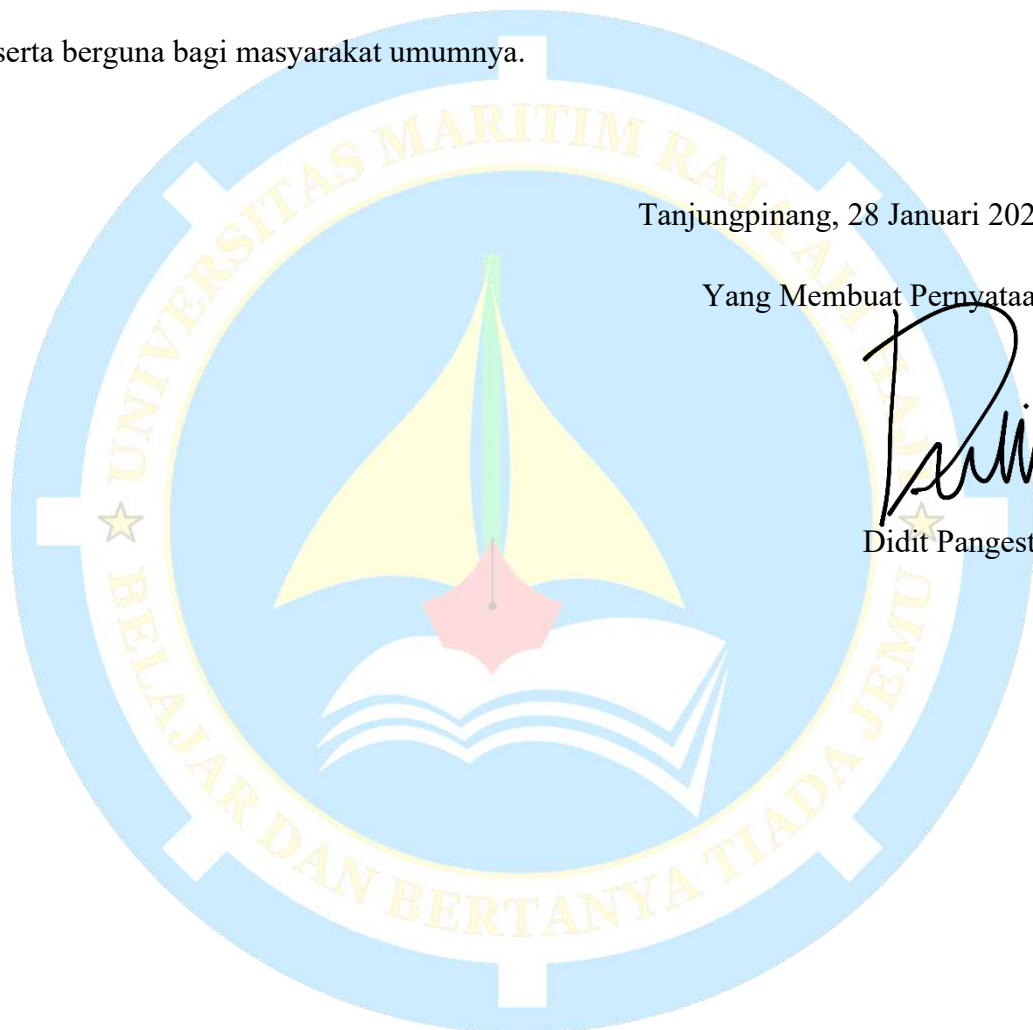 serta berguna bagi masyarakat umumnya.
Tanjungpinang, 28 Januari 202
Yang Membuat Pernyataa
Didit Pangest
UNIVERSITAS MARITIM RAJA ALI HAJI
BELAJAR DAN BERTANYA TIADA JEMU